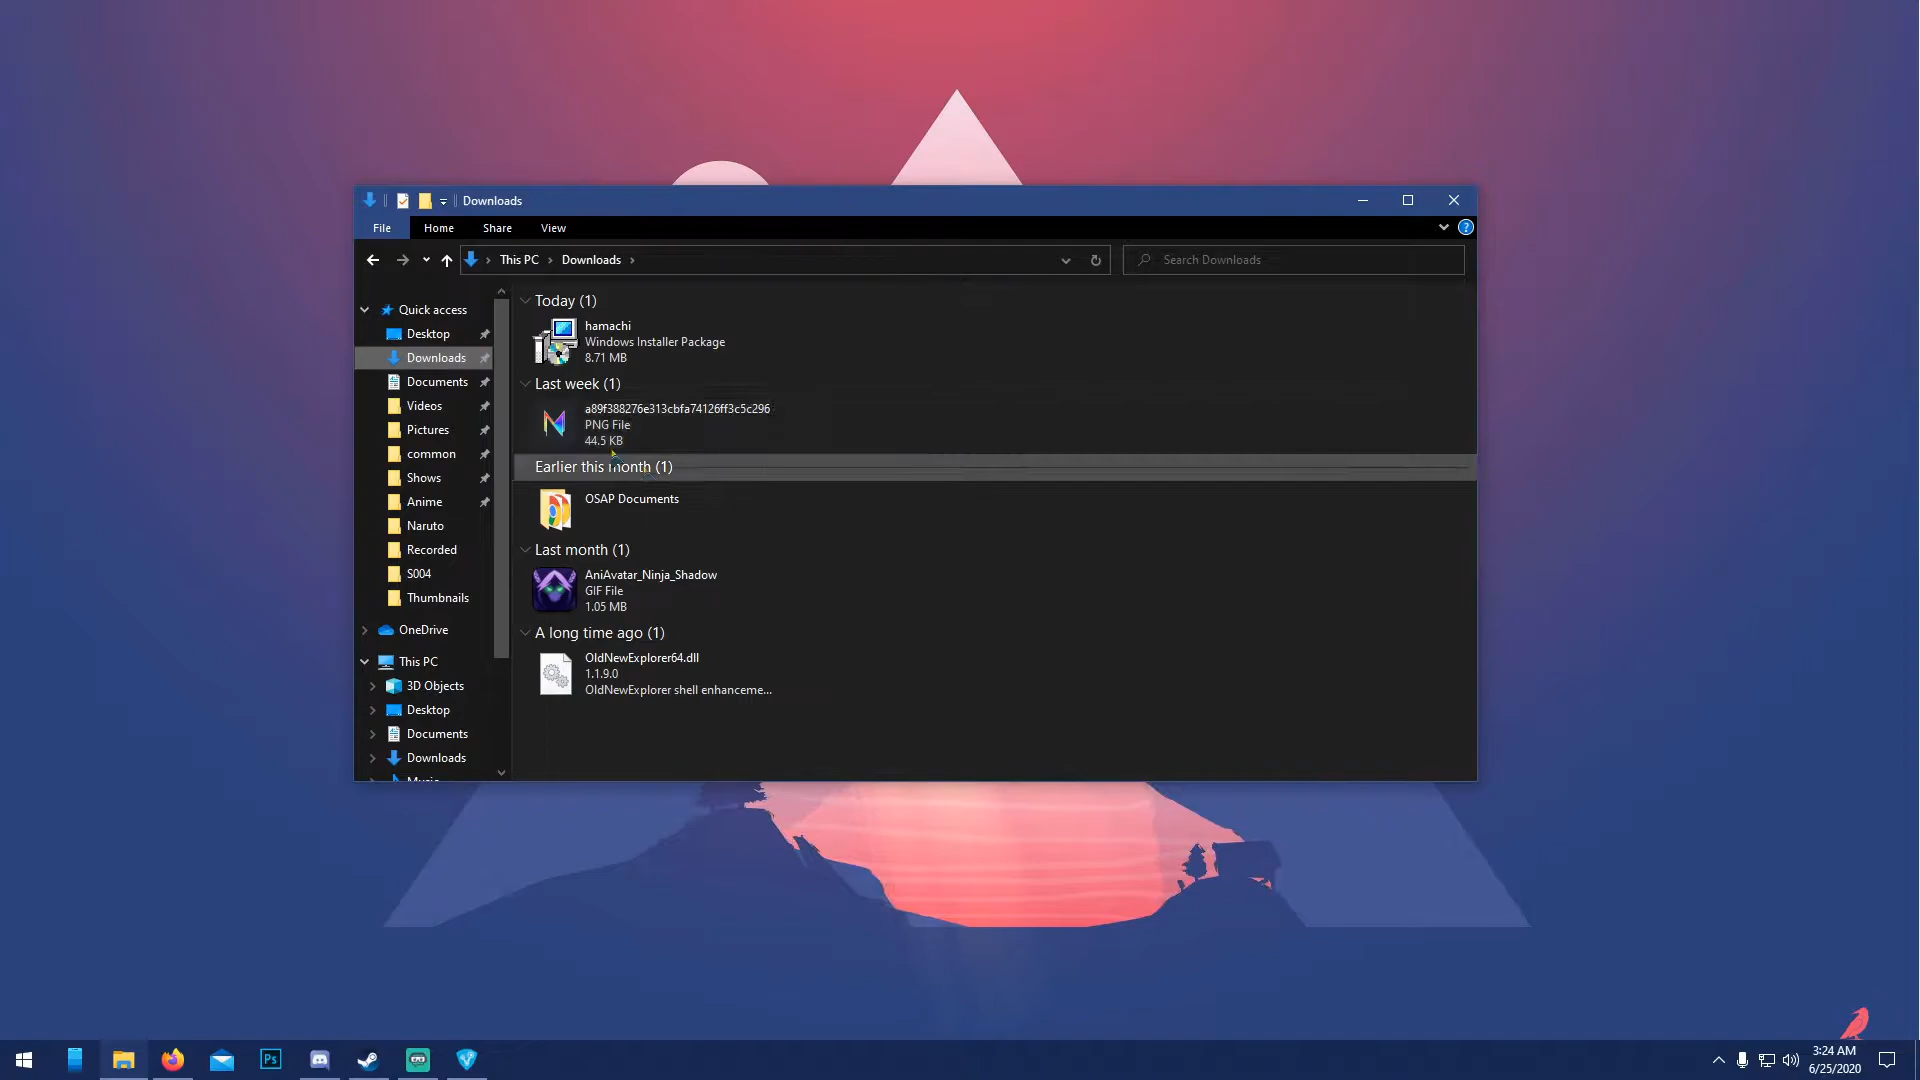 Downloads
File Home Share View
?
This PC Downloads
Search Downloads
Quick access
Desktop
Downloads
Documents
Videos
Pictures
common
Shows
Anime
Naruto
Recorded
S004
Thumbnails
OneDrive
This PC
3D Objects
Desktop
Documents
Downloads
Music
Today (1)
hamachi
Windows Installer Package
8.71 MB
Last week (1)
a89f388276e313cbfa74126ff3c5c296
PNG File
44.5 KB
Earlier this month (1)
OSAP Documents
Last month (1)
AniAvatar_Ninja_Shadow
GIF File
1.05 MB
A long time ago (1)
OldNewExplorer64.dll
1.1.9.0
OldNewExplorer shell enhanceme...
Ps
3:24 AM
6/25/2020